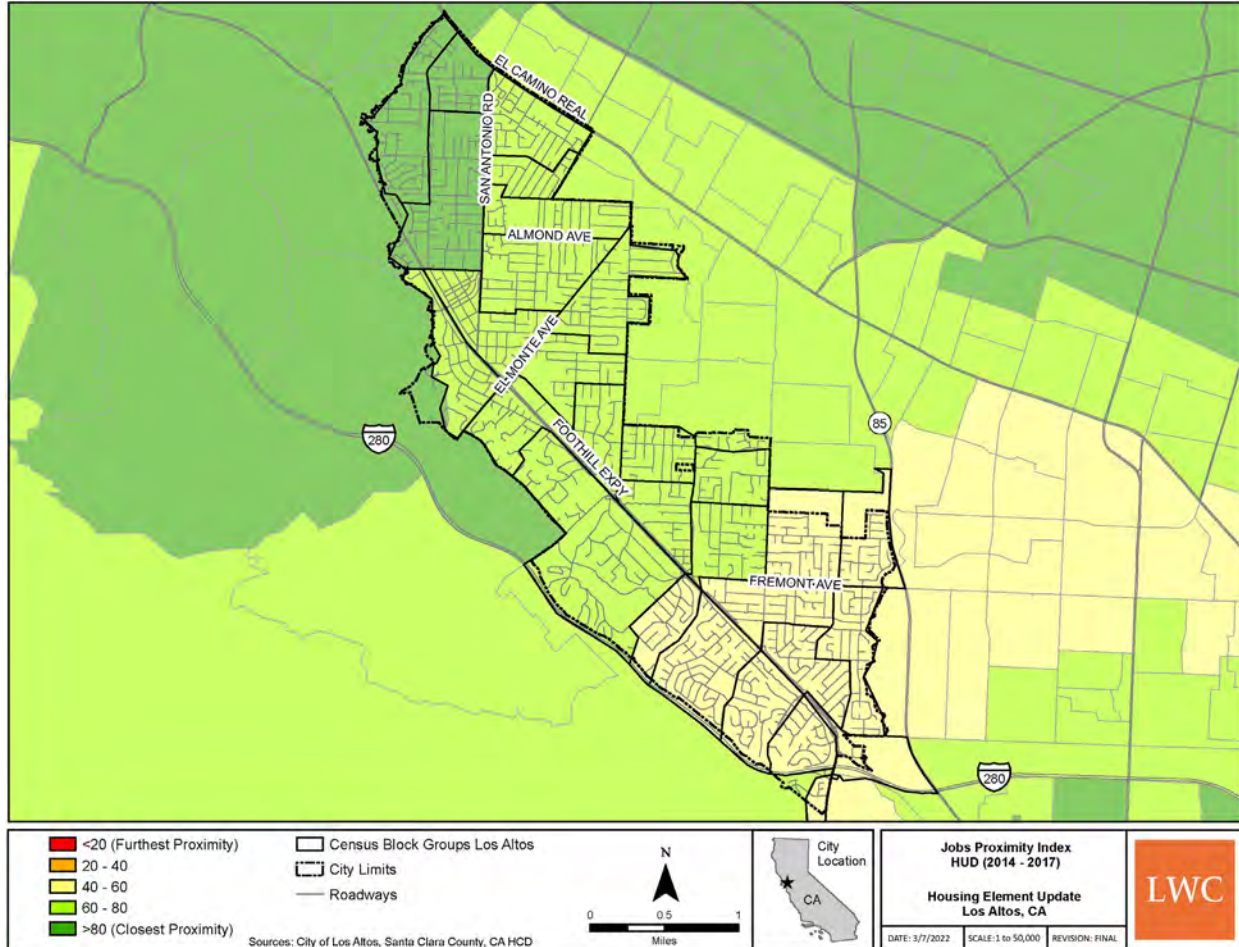 EL CAMINO REAL
SAN ANTONIO RD
ALMOND AVE
EL MONTE AVE
FOOTHILL EXPY
280
85
FREMONT AVE
280
<20 (Furthest Proximity)
20 - 40
40 - 60
60 - 80
>80 (Closest Proximity)
Census Block Groups Los Altos
City Limits
Roadways
Sources: City of Los Altos, Santa Clara County, CA HCD
N
0 0.5 1
Miles
City
Location
CA
Jobs Proximity Index
HUD (2014 - 2017)
Housing Element Update
Los Altos, CA
DATE: 3/7/2022 SCALE:1 to 50,000 REVISION: FINAL
LWC